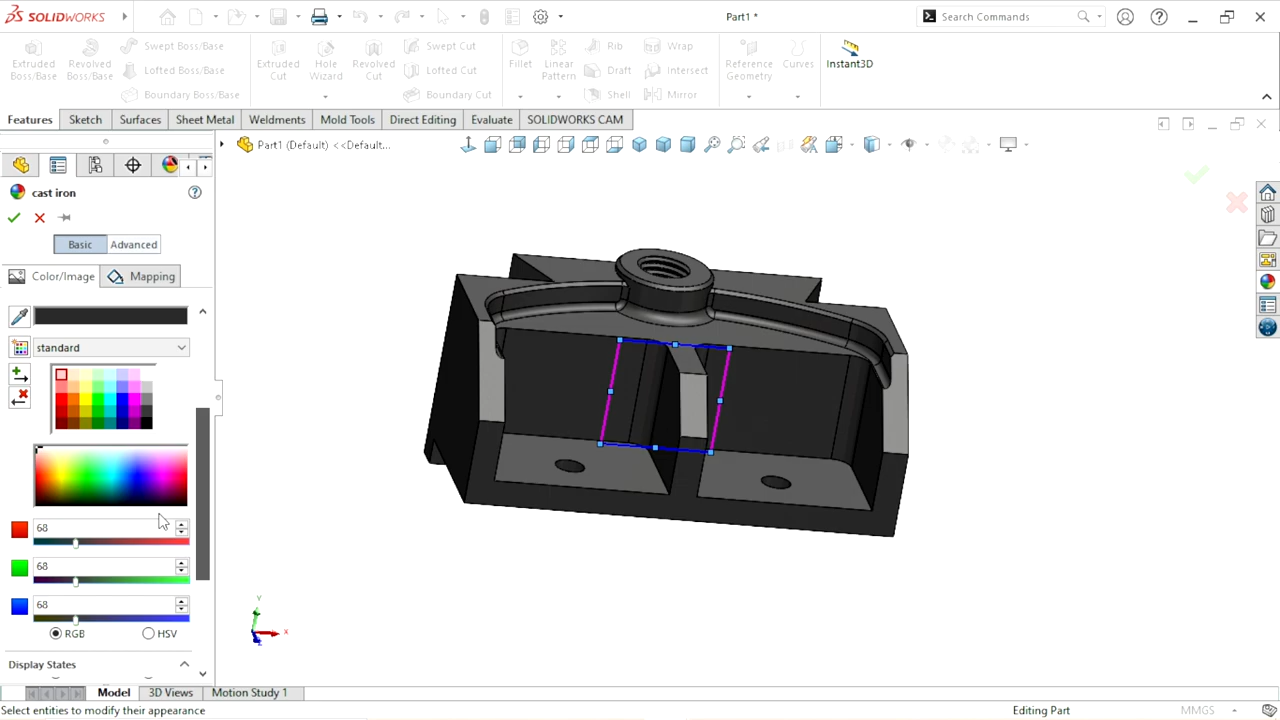 SOLIDWORKS
Part1 *
Search Commands
Extruded Boss/Base
Revolved Boss/Base
Swept Boss/Base
Lofted Boss/Base
Boundary Boss/Base
Extruded Cut
Hole Wizard
Revolved Cut
Swept Cut
Lofted Cut
Boundary Cut
Fillet
Linear Pattern
Rib
Draft
Shell
Wrap
Intersect
Mirror
Reference Geometry
Curves
Instant3D
Features
Sketch
Surfaces
Sheet Metal
Weldments
Mold Tools
Direct Editing
Evaluate
SOLIDWORKS CAM
Part1 (Default) <<Default...
cast iron
Basic
Advanced
Color/Image
Mapping
standard
68
68
68
RGB
HSV
Display States
Y
X
Z
Model
3D Views
Motion Study 1
Select entities to modify their appearance
Editing Part
MMGS